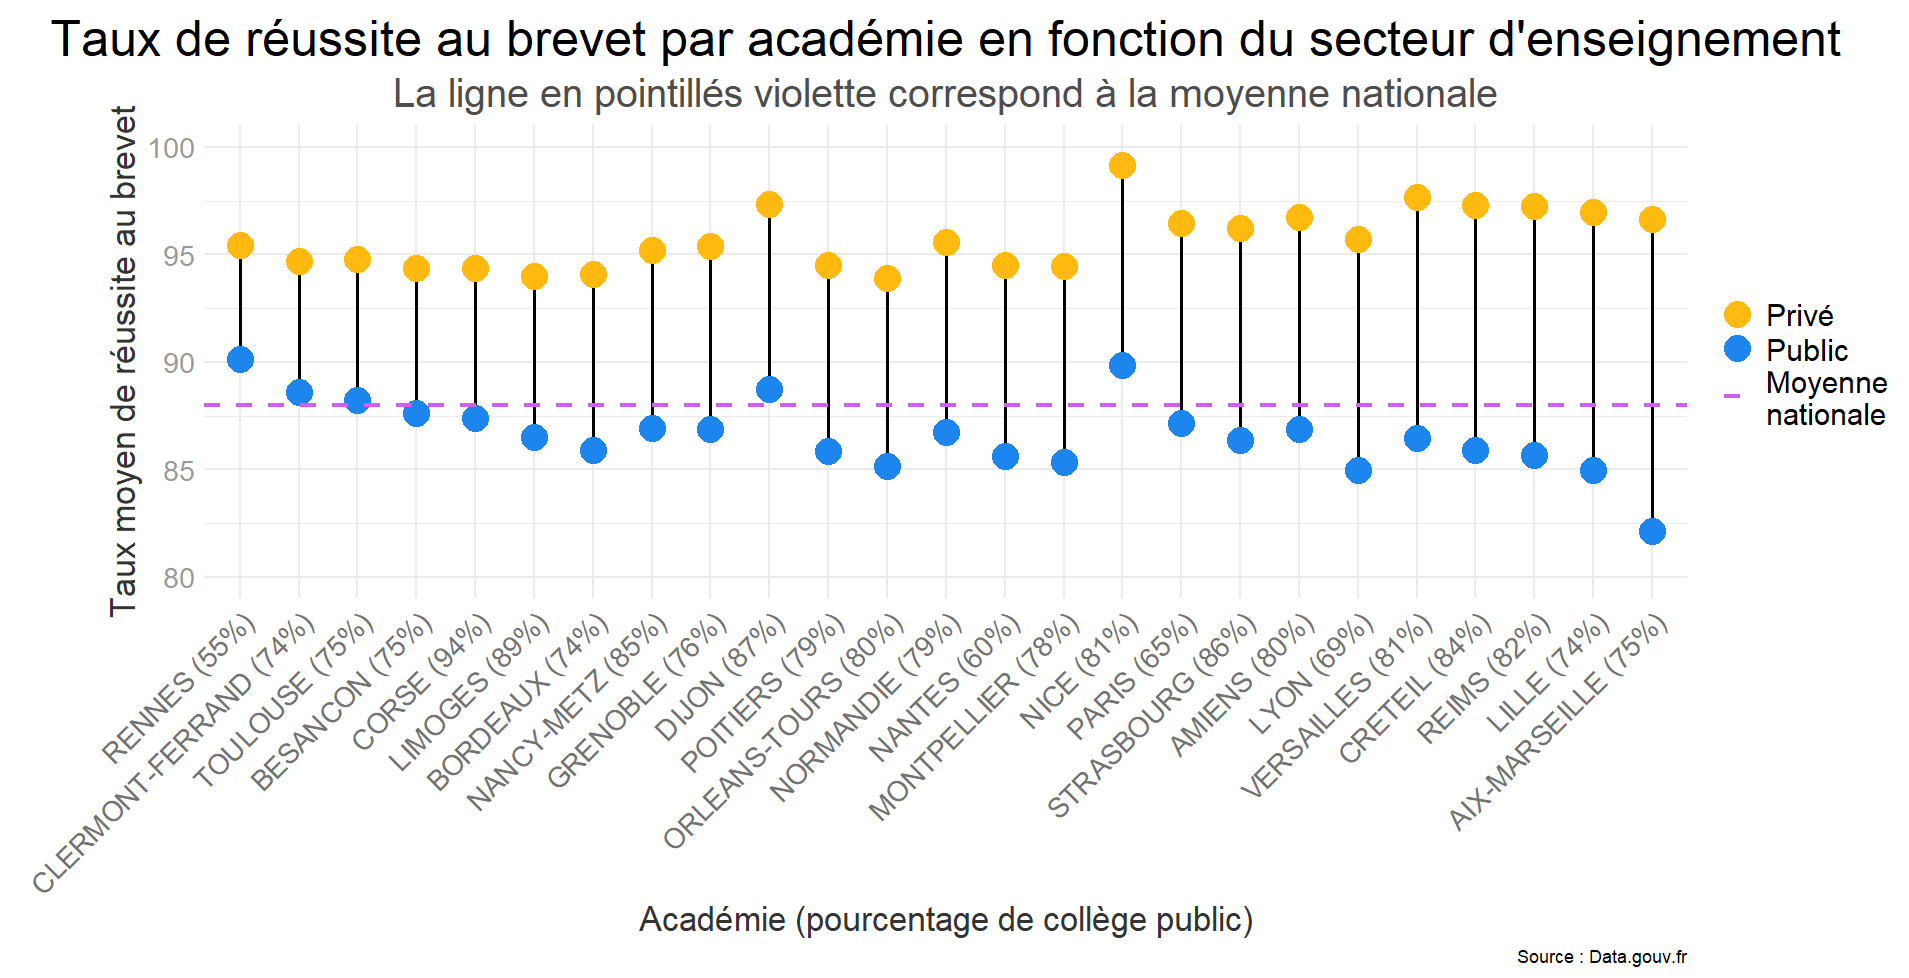 Taux de réussite au brevet par académie en fonction du secteur d'enseignement
La ligne en pointillés violette correspond à la moyenne nationale
Taux moyen de réussite au brevet
100
95
90
85
80
RENNES (55%)
CLERMONT-FERRAND (74%)
TOULOUSE (75%)
BESANCON (75%)
CORSE (94%)
LIMOGES (89%)
BORDEAUX (74%)
NANCY-METZ (85%)
GRENOBLE (76%)
DIJON (87%)
POITIERS (79%)
ORLEANS-TOURS (80%)
NORMANDIE (79%)
NANTES (60%)
MONTPELLIER (78%)
NICE (81%)
PARIS (65%)
STRASBOURG (86%)
AMIENS (80%)
LYON (69%)
VERSAILLES (81%)
CRETEIL (84%)
REIMS (82%)
LILLE (74%)
AIX-MARSEILLE (75%)
Académie (pourcentage de collège public)
Privé
Public
Moyenne
nationale
Source : Data.gouv.fr